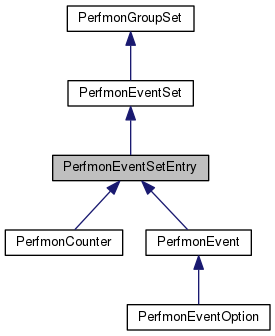 PerfmonGroupSet
PerfmonEventSet
PerfmonEventSetEntry
PerfmonCounter
PerfmonEvent
PerfmonEventOption